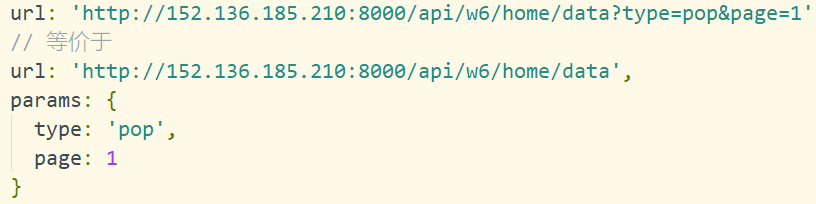 url: 'http://152.136.185.210:8000/api/w6/home/data?type=pop&page=1'
// 等价于
url: 'http://152.136.185.210:8000/api/w6/home/data',
params: {
  type: 'pop',
  page: 1
}